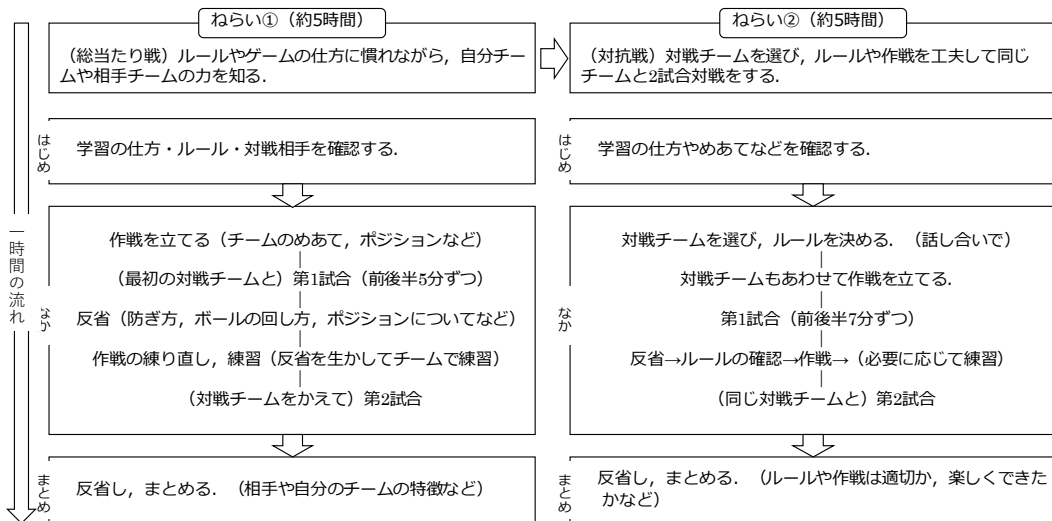 ねらい①（約5時間）
（総当たり戦）ルールやゲームの仕方に慣れながら，自分チー
ムや相手チームの力を知る．
はじめ
学習の仕方・ルール・対戦相手を確認する．
一時間の流れ
なか
作戦を立てる（チームのめあて，ポジションなど）
（最初の対戦チームと）第1試合（前後半5分ずつ）
反省（防ぎ方，ボールの回し方，ポジションについてなど）
作戦の練り直し，練習（反省を生かしてチームで練習）
（対戦チームをかえて）第2試合
まとめ
反省し，まとめる．（相手や自分のチームの特徴など）
ねらい②（約5時間）
（対抗戦）対戦チームを選び，ルールや作戦を工夫して同じ
チームと2試合対戦をする．
はじめ
学習の仕方やめあてなどを確認する．
なか
対戦チームを選び，ルールを決める．（話し合いで）
対戦チームもあわせて作戦を立てる．
第1試合（前後半7分ずつ）
反省→ルールの確認→作戦→（必要に応じて練習）
（同じ対戦チームと）第2試合
まとめ
反省し，まとめる．（ルールや作戦は適切か，楽しくできた
かなど）